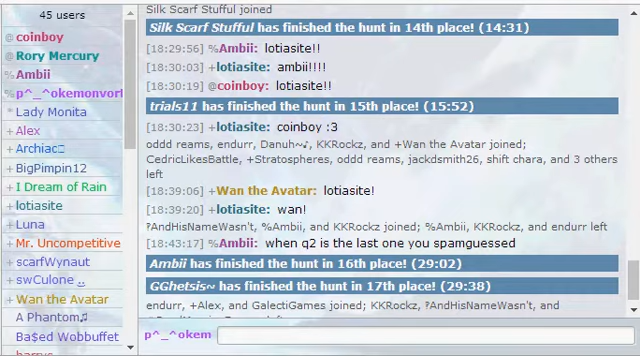 45 users
@coinboy
@Rory Mercury
%Ambii
%p^_^okemonvorl
*Lady Monita
+Alex
+Archiac
+BigPimpin12
+I Dream of Rain
+lotiasite
+Luna
+Mr. Uncompetitive
+scarfWynaut
+swCulone ..
+Wan the Avatar
A Phantom♫
Ba$ed Wobbuffet
harrys
Silk Scarf Stufful joined
Silk Scarf Stufful has finished the hunt in 14th place! (14:31)
[18:29:56] %Ambii: lotiasite!!
[18:30:03] +lotiasite: ambii!!!!
[18:30:19] @coinboy: lotiasite!!
trials11 has finished the hunt in 15th place! (15:52)
[18:30:23] +lotiasite: coinboy :3
oddd reams, endurr, Danuh~♪, KKRockz, and +Wan the Avatar joined;
CedricLikesBattle, +Stratospheres, oddd reams, jackdsmith26, shift chara, and 3 others
left
[18:39:06] +Wan the Avatar: lotiasite!
[18:39:20] +lotiasite: wan!
‽AndHisNameWasn't, %Ambii, and KKRockz joined; %Ambii, KKRockz, and endurr left
[18:43:17] %Ambii: when q2 is the last one you spamguessed
Ambii has finished the hunt in 16th place! (29:02)
GGhetsis~ has finished the hunt in 17th place! (29:38)
endurr, +Alex, and GalectiGames joined; KKRockz, ‽AndHisNameWasn't, and
p^_^okem